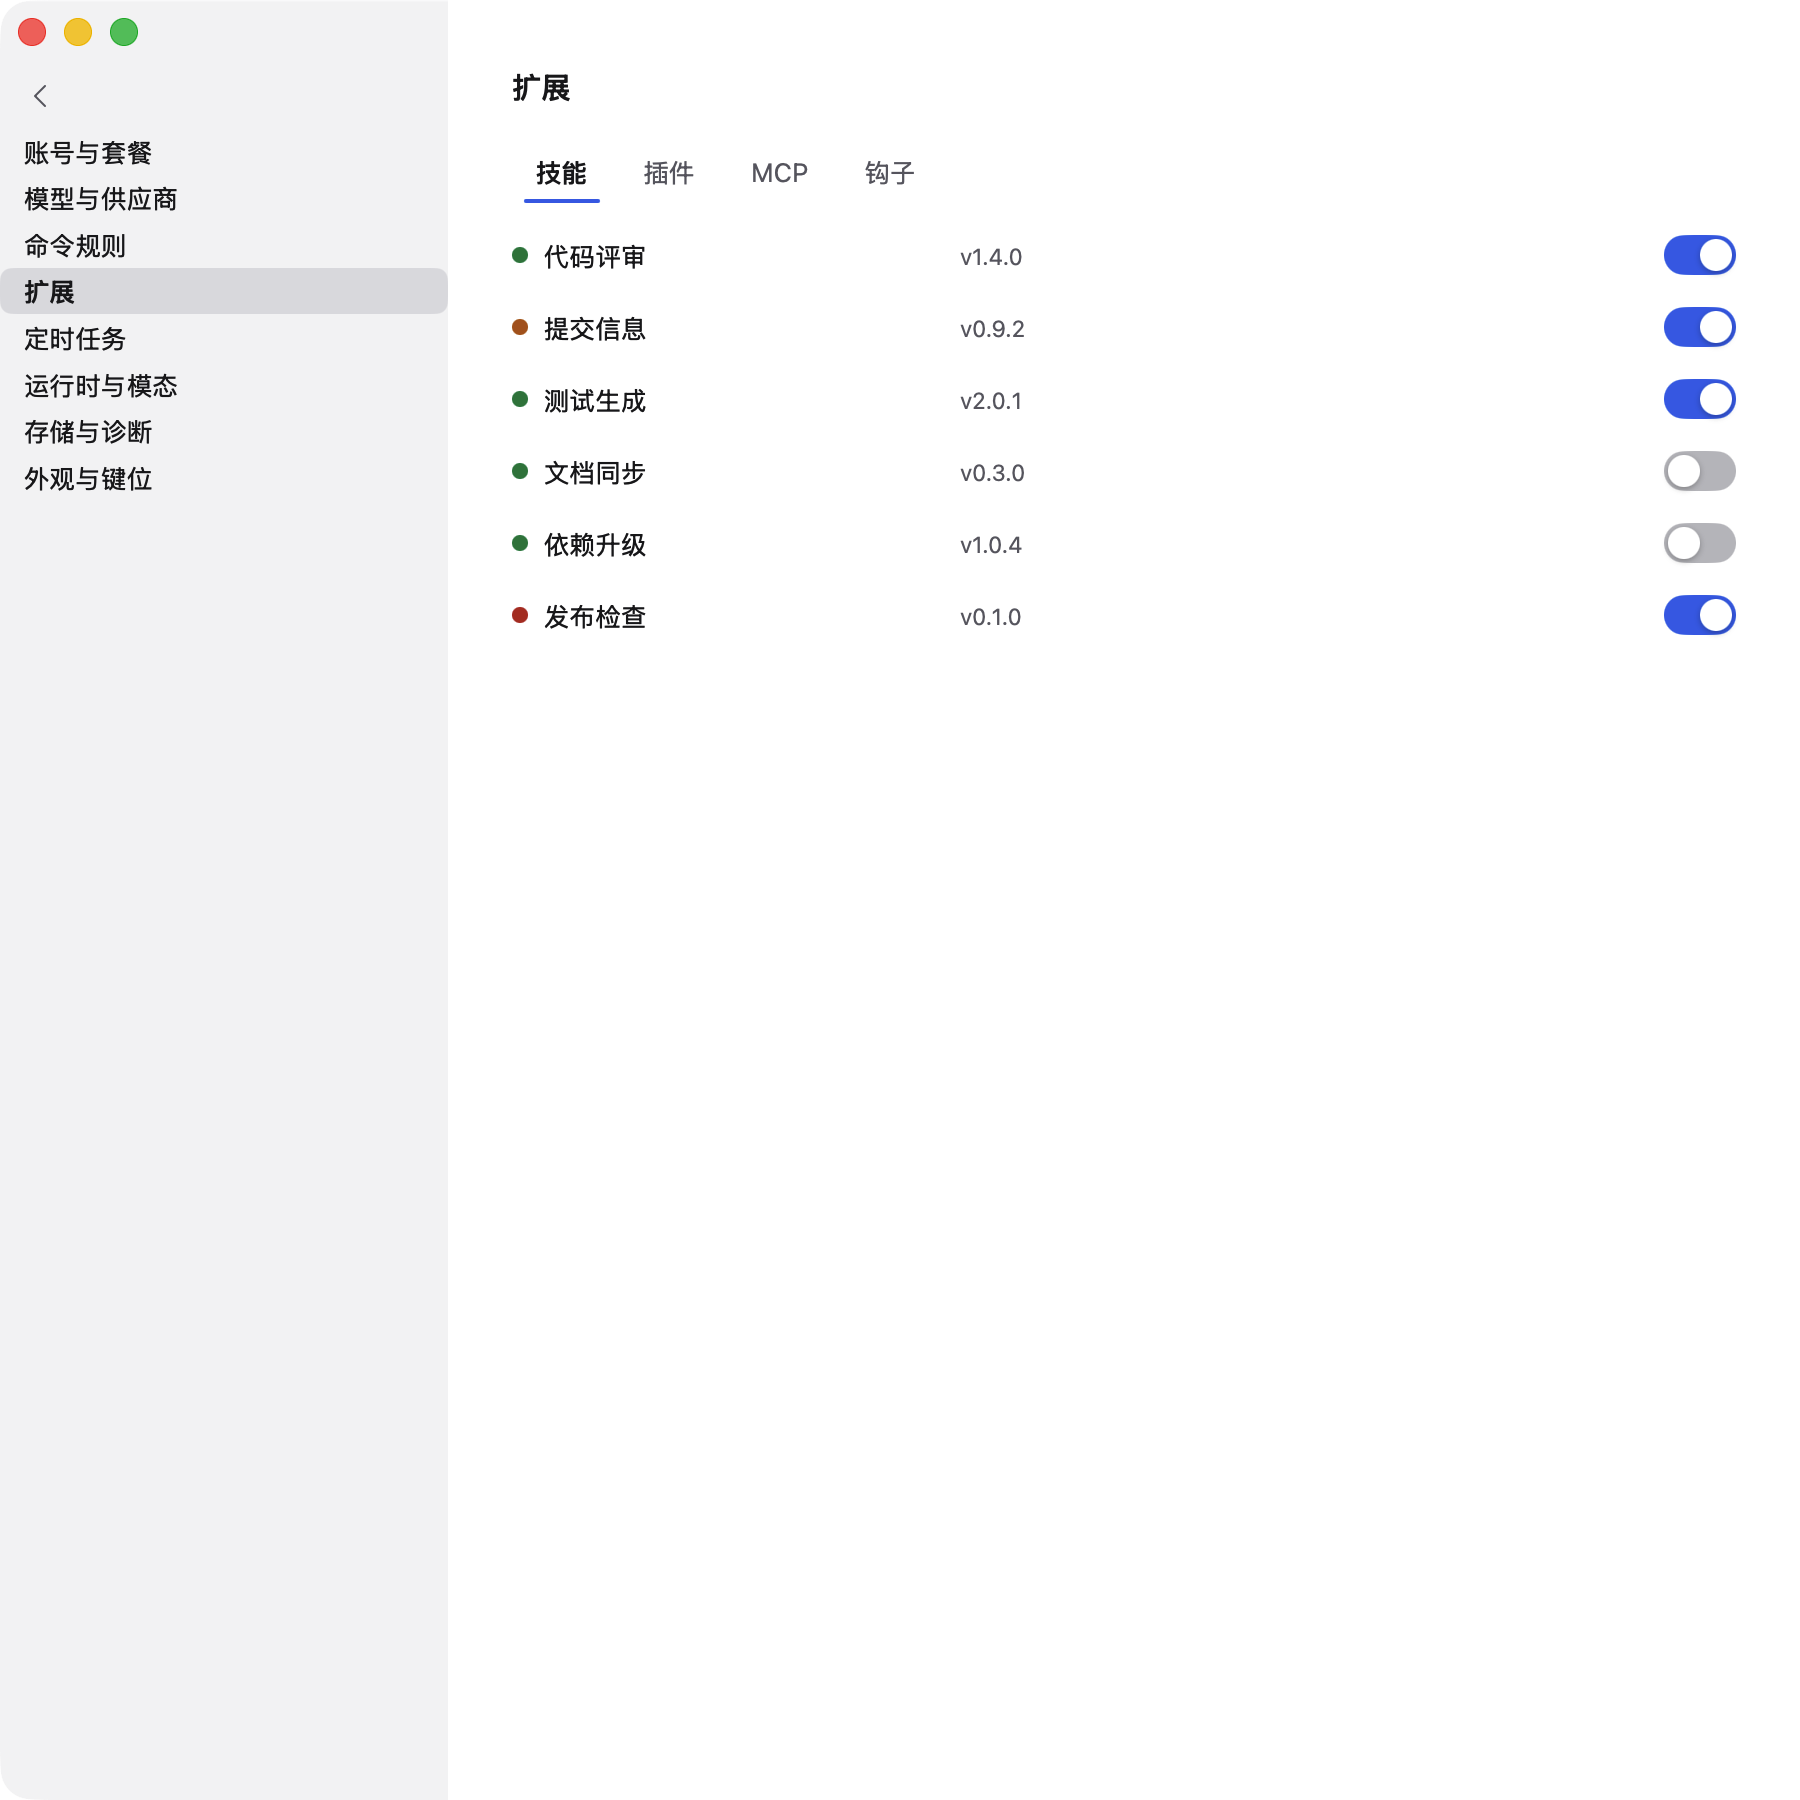 账号与套餐
模型与供应商
命令规则
扩展
定时任务
运行时与模态
存储与诊断
外观与键位
扩展
技能 插件 MCP 钩子
代码评审 v1.4.0
提交信息 v0.9.2
测试生成 v2.0.1
文档同步 v0.3.0
依赖升级 v1.0.4
发布检查 v0.1.0